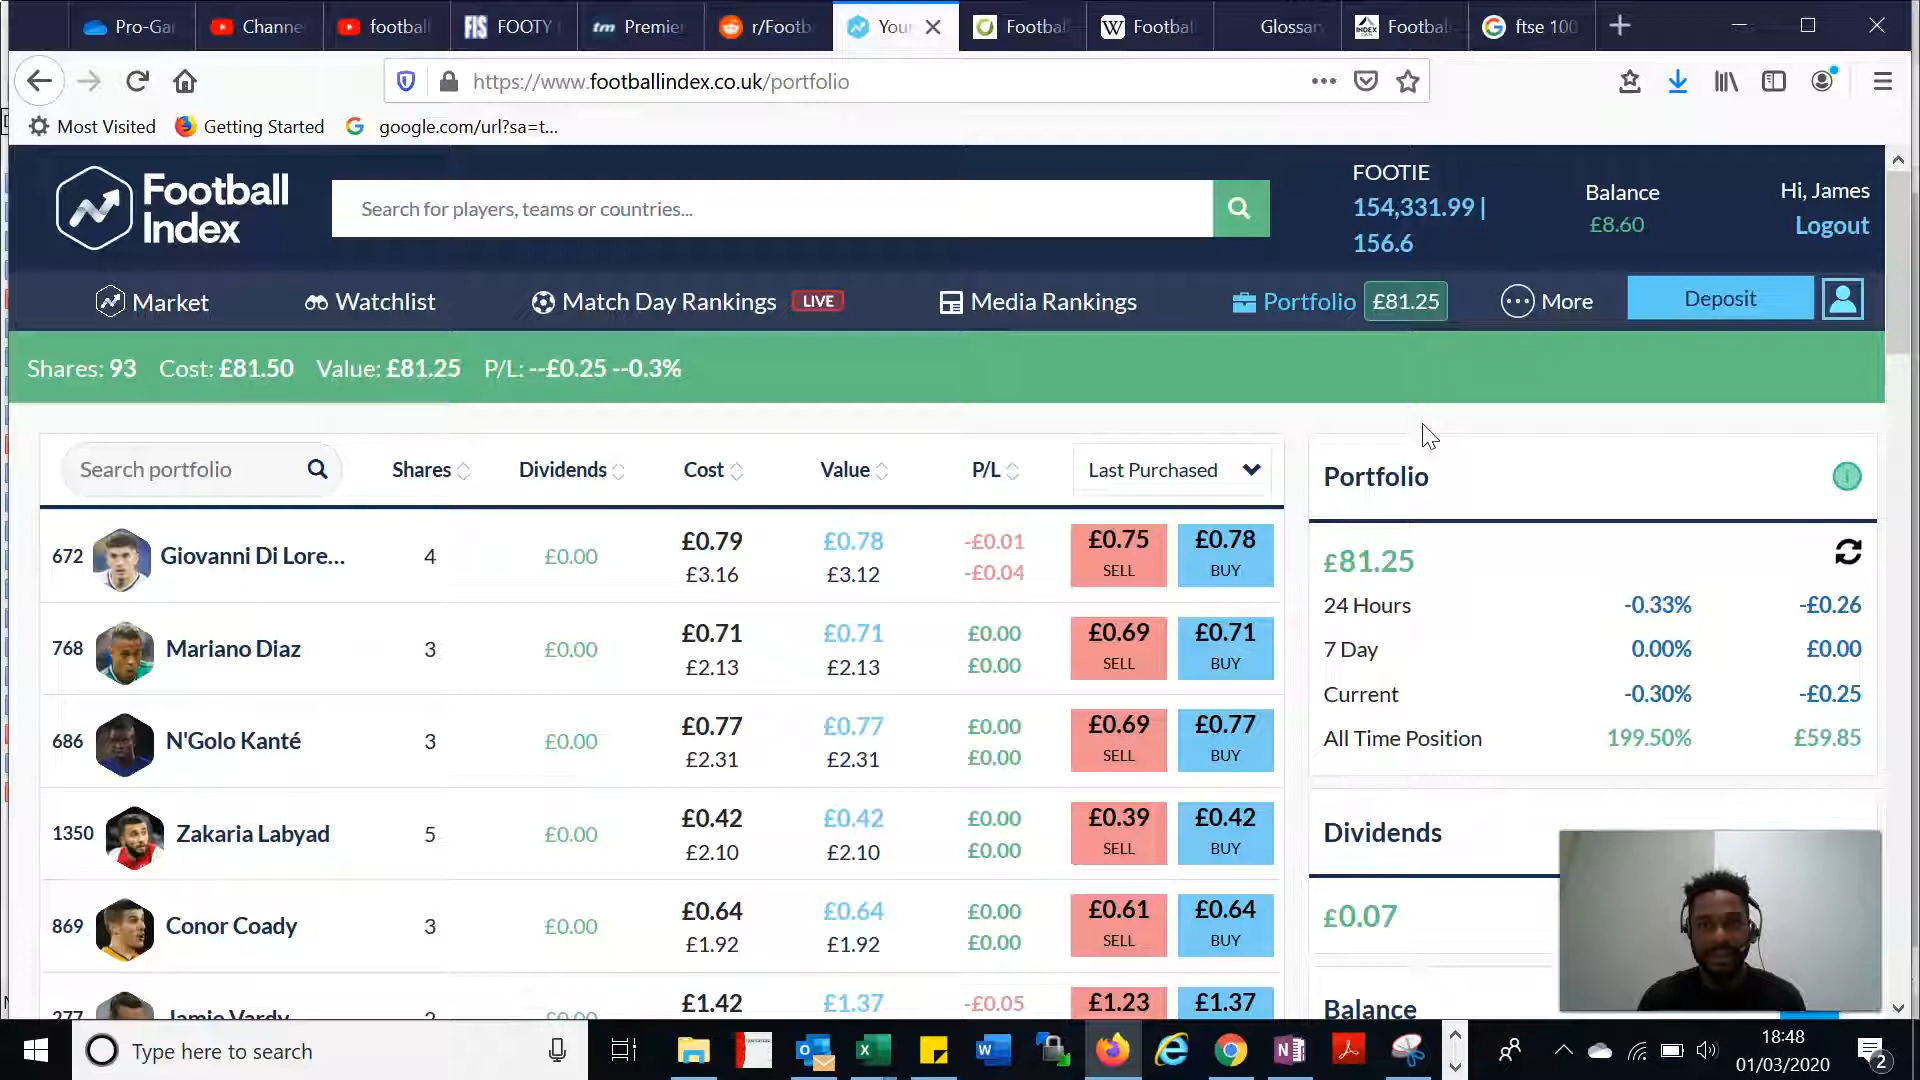 Pro-Ga
Channe
football
FIS FOOTY
tm Premie
r/Footb
You
Football
W Football
Glossar
INDEX Football
ftse 100
https://www.footballindex.co.uk/portfolio
Most Visited
Getting Started
google.com/url?sa=t...
Football
Index
Search for players, teams or countries...
FOOTIE
154,331.99 |
156.6
Balance
£8.60
Hi, James
Logout
Market
Watchlist
Match Day Rankings LIVE
Media Rankings
Portfolio £81.25
More
Deposit
Shares: 93 Cost: £81.50 Value: £81.25 P/L: --£0.25 --0.3%
Search portfolio
Shares
Dividends
Cost
Value
P/L
Last Purchased
672 Giovanni Di Lore... 4 £0.00 £0.79 £0.78 -£0.01 £0.75 £0.78
£3.16 £3.12 -£0.04 SELL BUY
768 Mariano Diaz 3 £0.00 £0.71 £0.71 £0.00 £0.69 £0.71
£2.13 £2.13 £0.00 SELL BUY
686 N'Golo Kanté 3 £0.00 £0.77 £0.77 £0.00 £0.69 £0.77
£2.31 £2.31 £0.00 SELL BUY
1350 Zakaria Labyad 5 £0.00 £0.42 £0.42 £0.00 £0.39 £0.42
£2.10 £2.10 £0.00 SELL BUY
869 Conor Coady 3 £0.00 £0.64 £0.64 £0.00 £0.61 £0.64
£1.92 £1.92 £0.00 SELL BUY
277 Jamie Vardy £1.42 £1.37 -£0.05 £1.23 £1.37
Portfolio
£81.25
24 Hours -0.33% -£0.26
7 Day 0.00% £0.00
Current -0.30% -£0.25
All Time Position 199.50% £59.85
Dividends
£0.07
Balance
Type here to search
18:48
01/03/2020
2